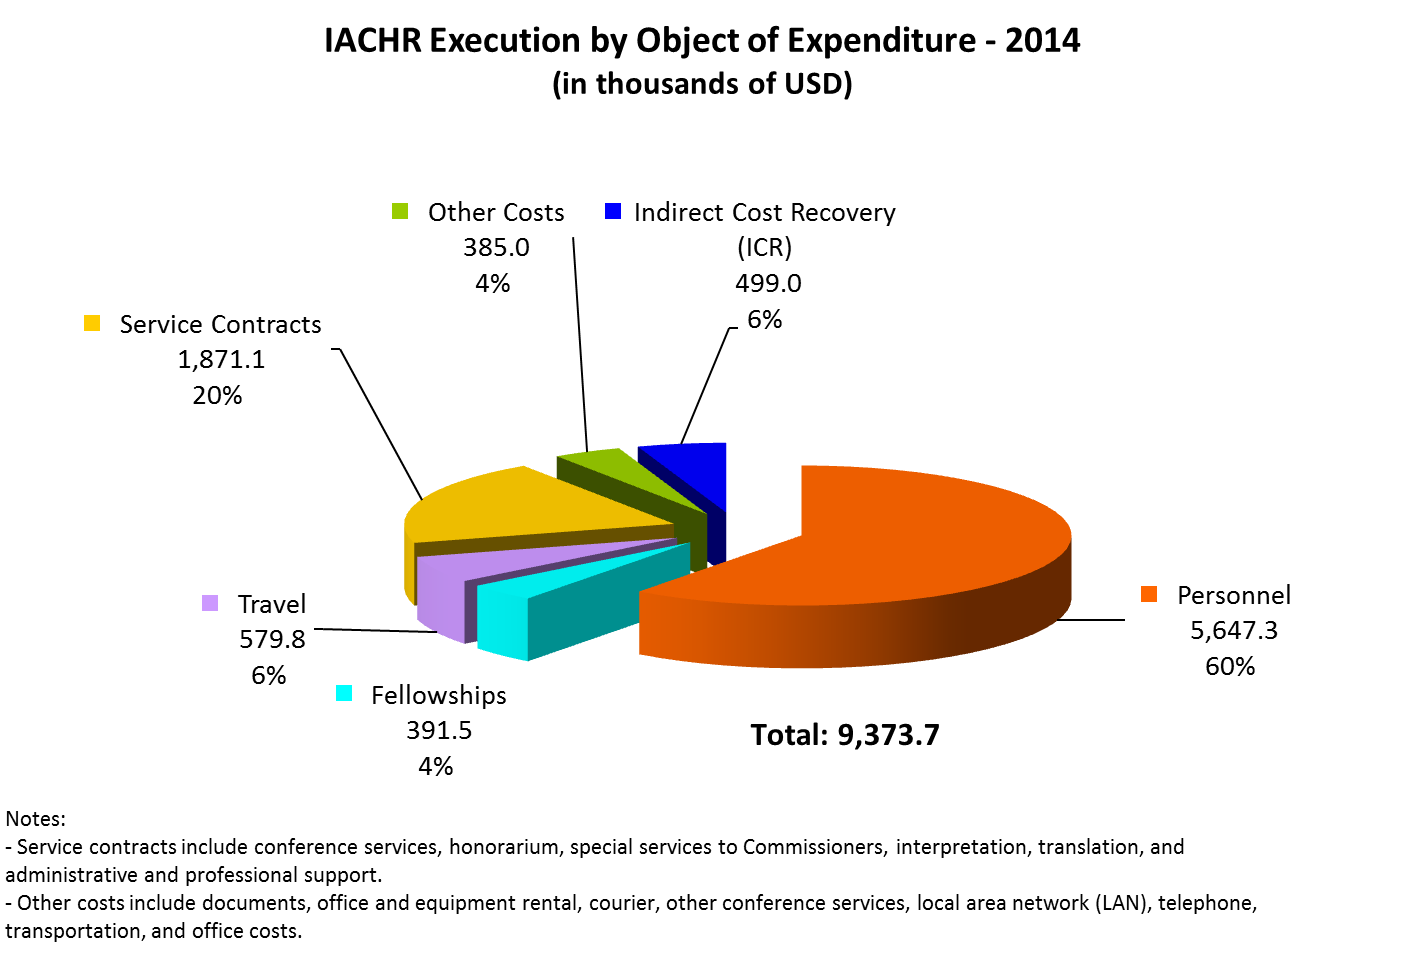 IACHR Execution by Object of Expenditure - 2014
(in thousands of USD)
Other Costs
385.0
4%
Indirect Cost Recovery
(ICR)
499.0
6%
Service Contracts
1,871.1
20%
Travel
579.8
6%
Fellowships
391.5
4%
Personnel
5,647.3
60%
Total: 9,373.7
Notes:
- Service contracts include conference services, honorarium, special services to Commissioners, interpretation, translation, and
administrative and professional support.
- Other costs include documents, office and equipment rental, courier, other conference services, local area network (LAN), telephone,
transportation, and office costs.